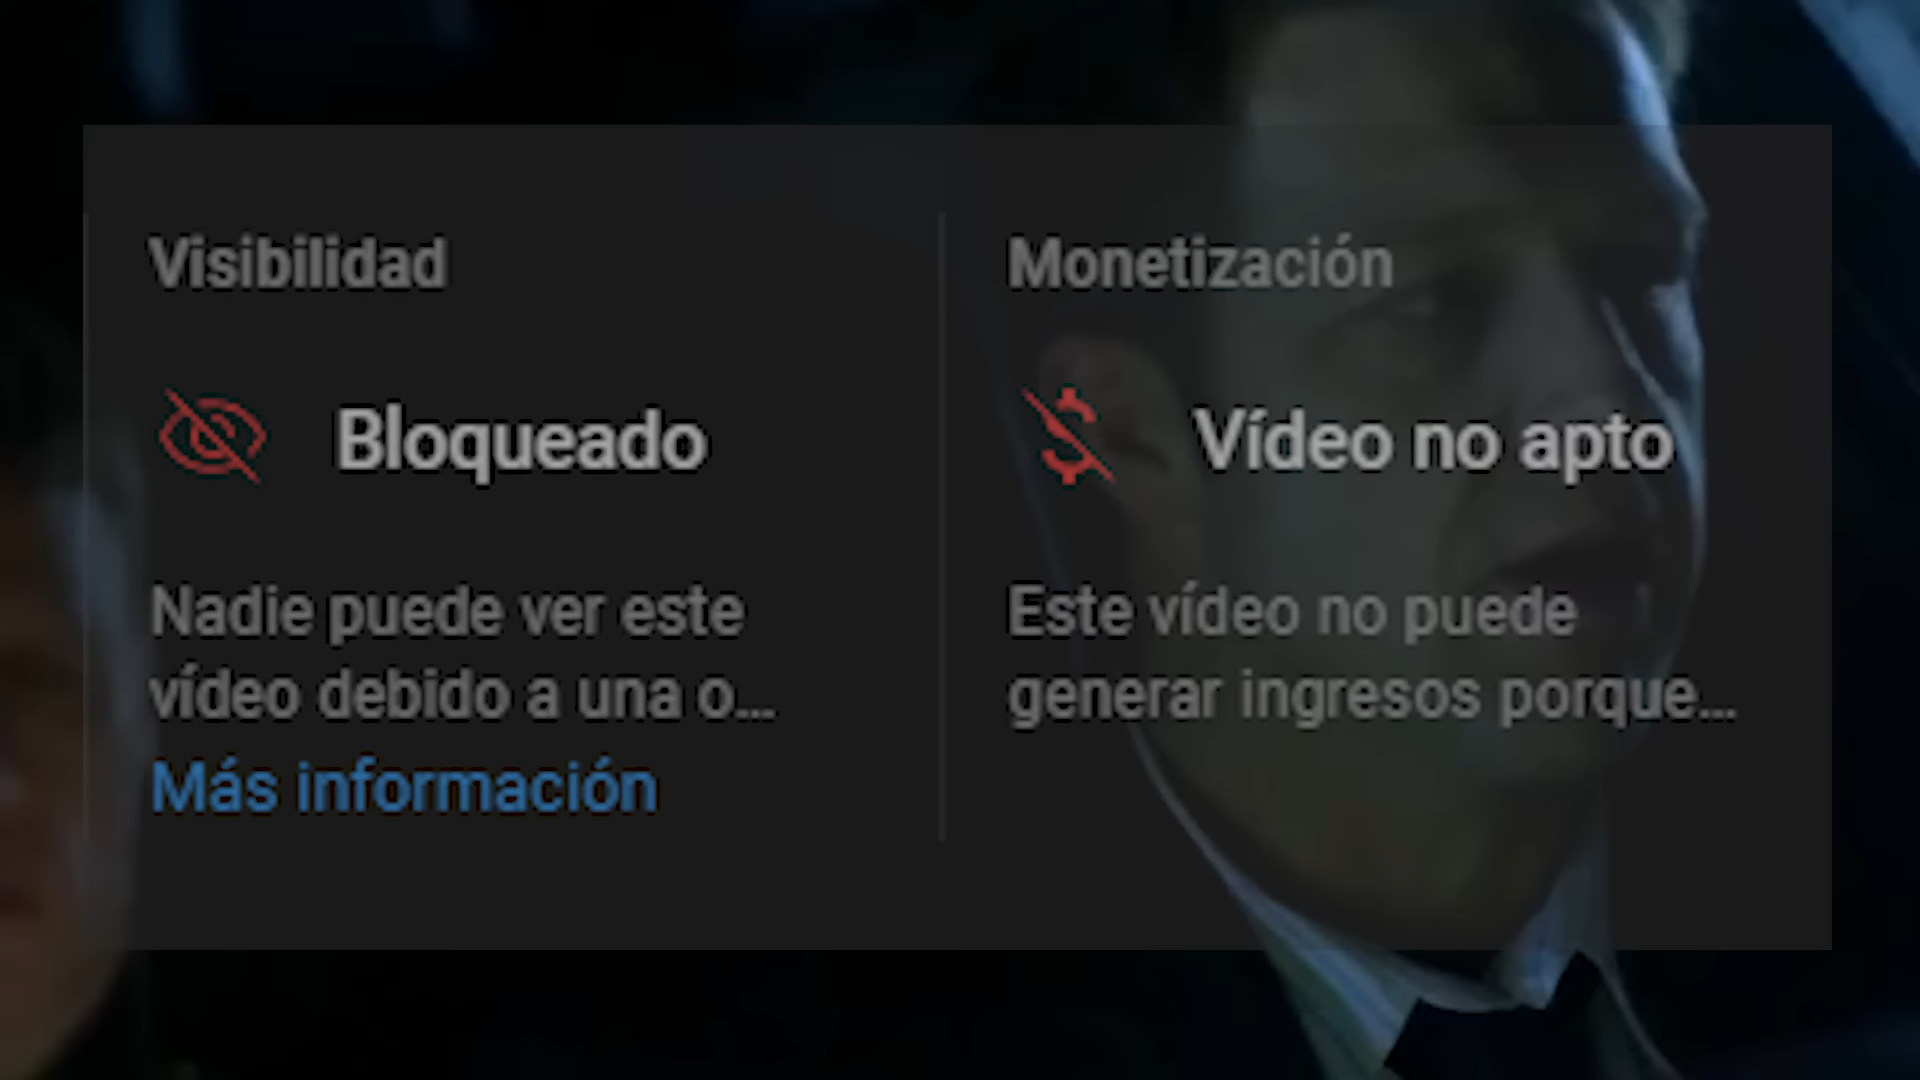 Visibilidad
Bloqueado
Nadie puede ver este
vídeo debido a una o...
Más información
Monetización
Vídeo no apto
Este vídeo no puede
generar ingresos porque...